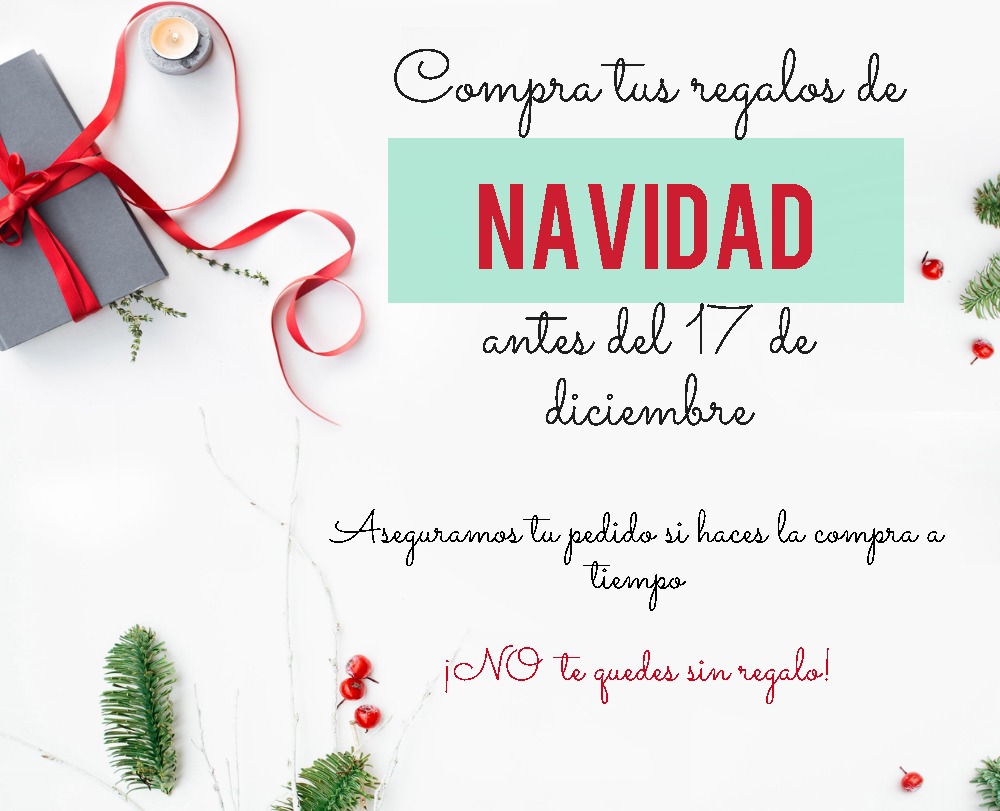 Compra tus regalos de
NAVIDAD
antes del 17 de
diciembre
Aseguramos tu pedido si haces la compra a
tiempo
¡NO te quedes sin regalo!